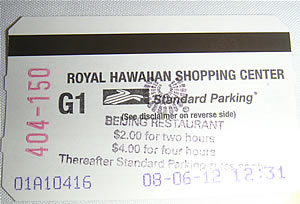 ROYAL HAWAIIAN SHOPPING CENTER
404-150
G1 Standard Parking®
(See disclaimer on reverse side)
BEIJING RESTAURANT
$2.00 for two hours
$4.00 for four hours
Thereafter Standard Parking
01A10416 08-06-12 12:31